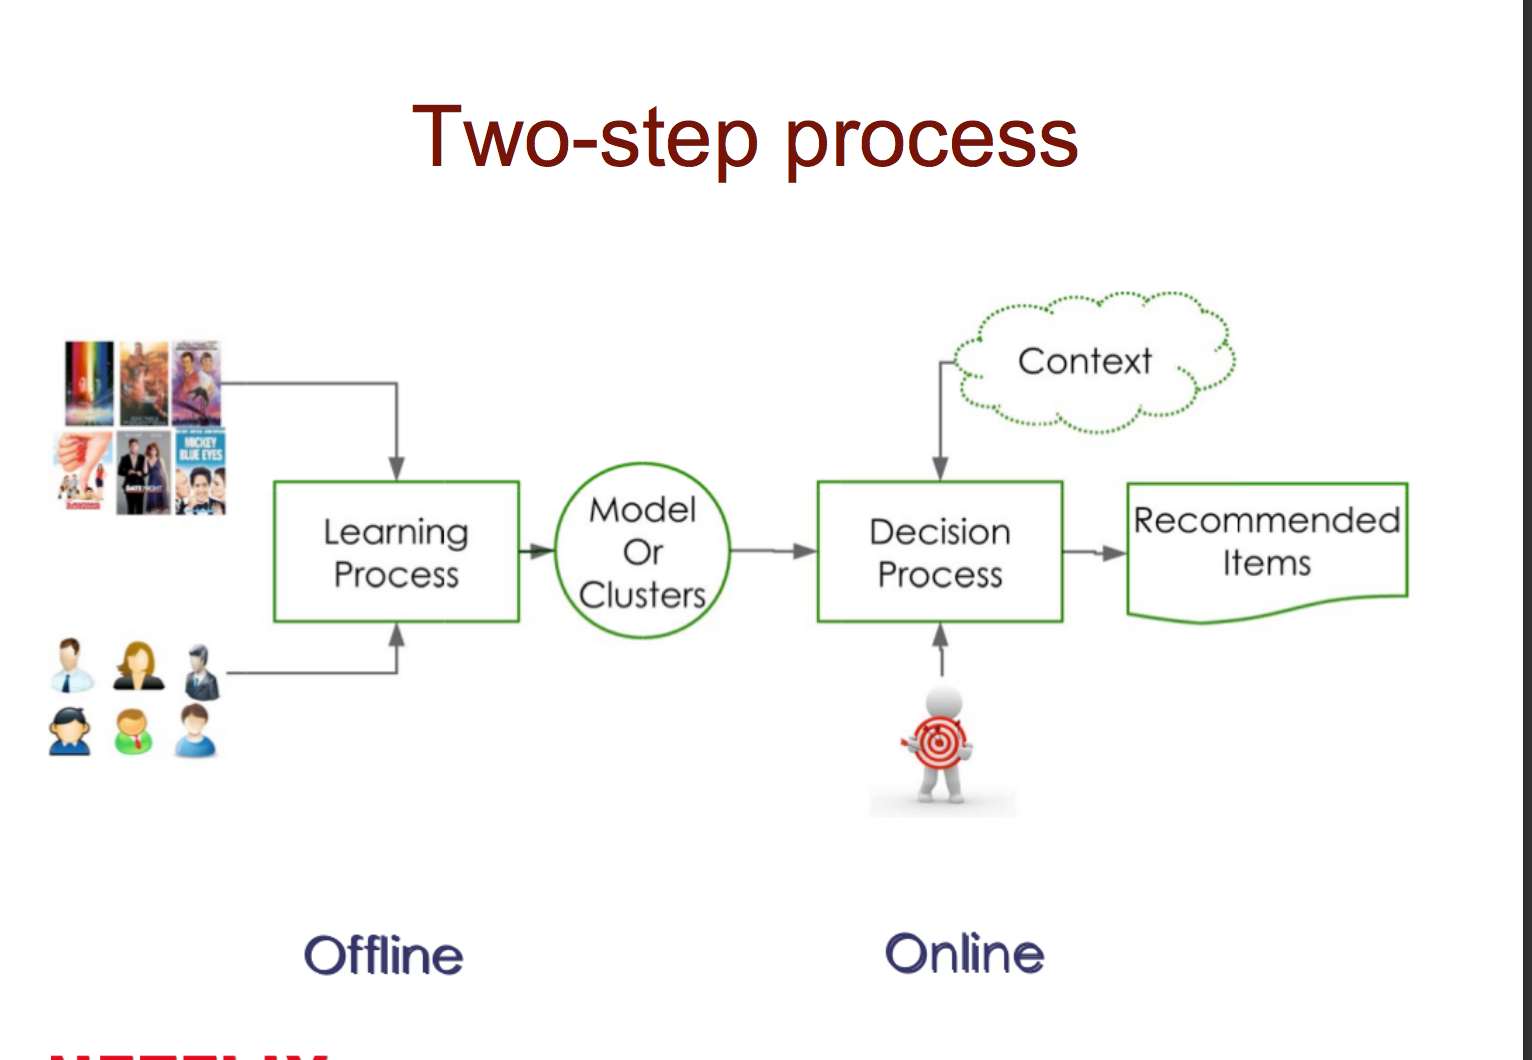 Two-step process
Context
MICKEY
BLUE EYES
DATE NIGHT
Learning
Process
Model
Or
Clusters
Decision
Process
Recommended
Items
Offline
Online
NETFLIX